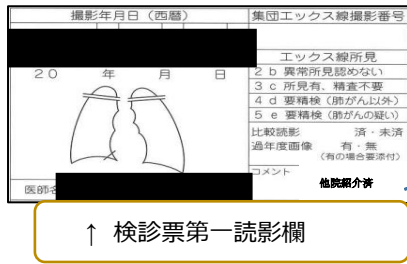 撮影年月日（西暦）
集団エックス線撮影番号
20　年　月　日
エックス線所見
2 b 異常所見認めない
3 c 所見有、精査不要
4 d 要精検（肺がん以外）
5 e 要精検（肺がんの疑い）
比較読影　済・未済
過年度画像　有・無
（有の場合要添付）
コメント
他院紹介済
医師名
↑ 検診票第一読影欄